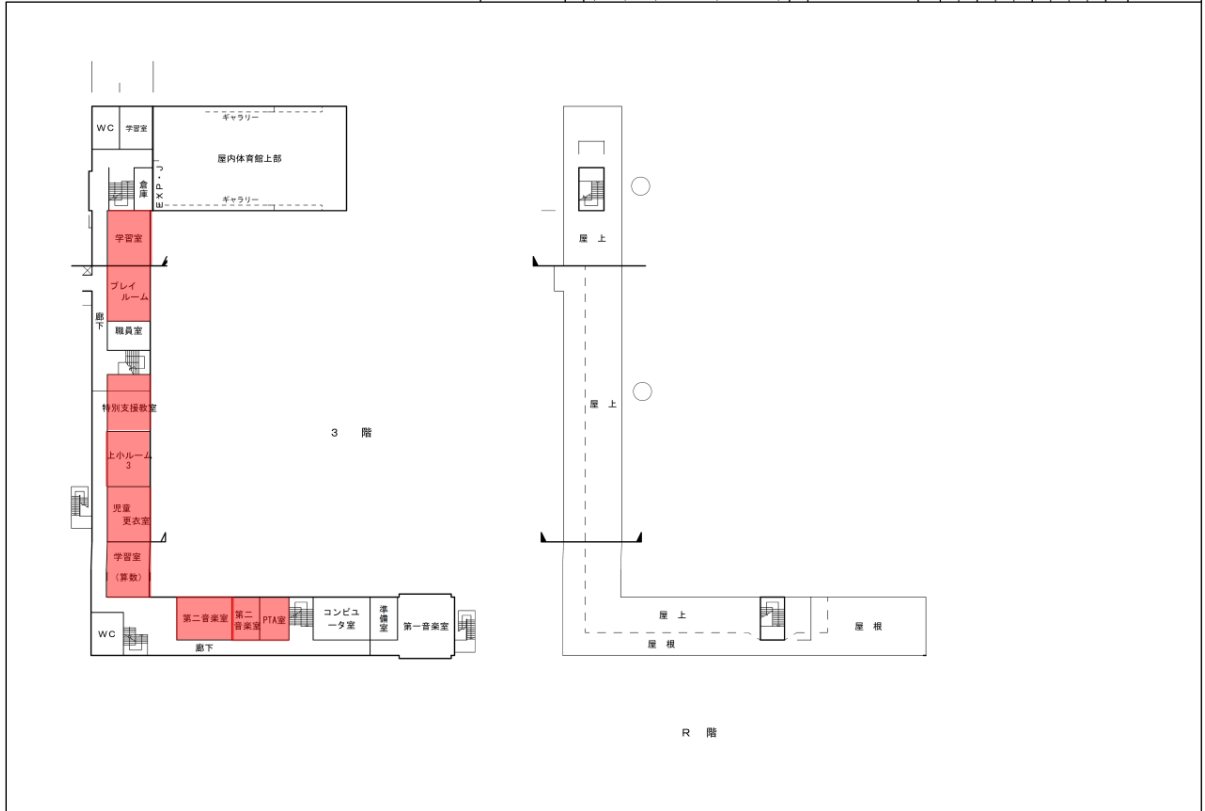 ギャラリー
WC
学習室
屋内体育館上部
EXP・J
倉庫
ギャラリー
学習室
プレイ
ルーム
廊下
職員室
特別支援教室
上小ルーム
3
児童
更衣室
学習室
（算数）
3 階
第二音楽室
第二
音楽室
PTA室
コンピュ
ータ室
準備室
第一音楽室
WC
廊下
屋 上
屋 上
屋 上
屋 根
屋 根
R 階